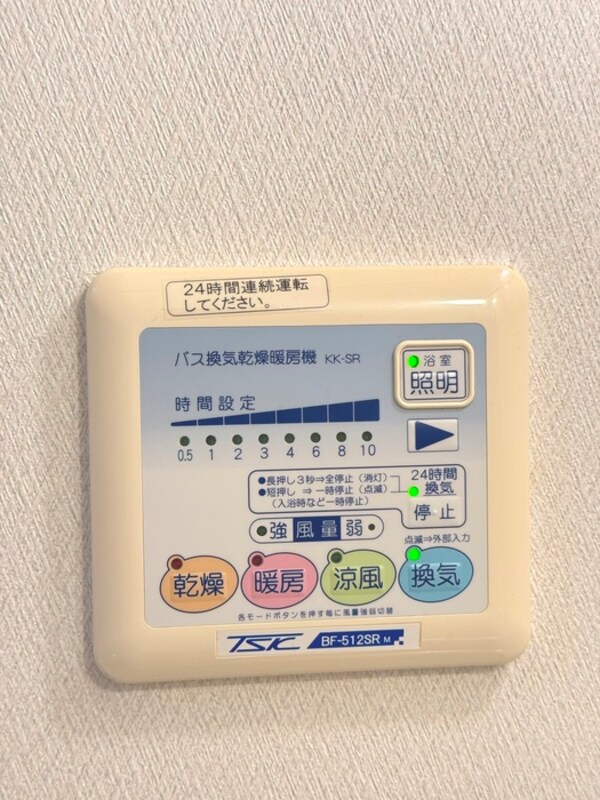 24時間連続運転
してください。
バス換気乾燥暖房機 KK-SR
浴室
照明
時間設定
0.5 1 2 3 4 6 8 10
●長押し3秒⇒全停止(消灯)
●短押し ⇒一時停止(点滅)
(入浴時など一時停止)
24時間
換気
停止
強 風量 弱
点滅⇒外部入力
乾燥 暖房 涼風 換気
各モードボタンを押す毎に風量強弱切替
TSK BF-512SR M